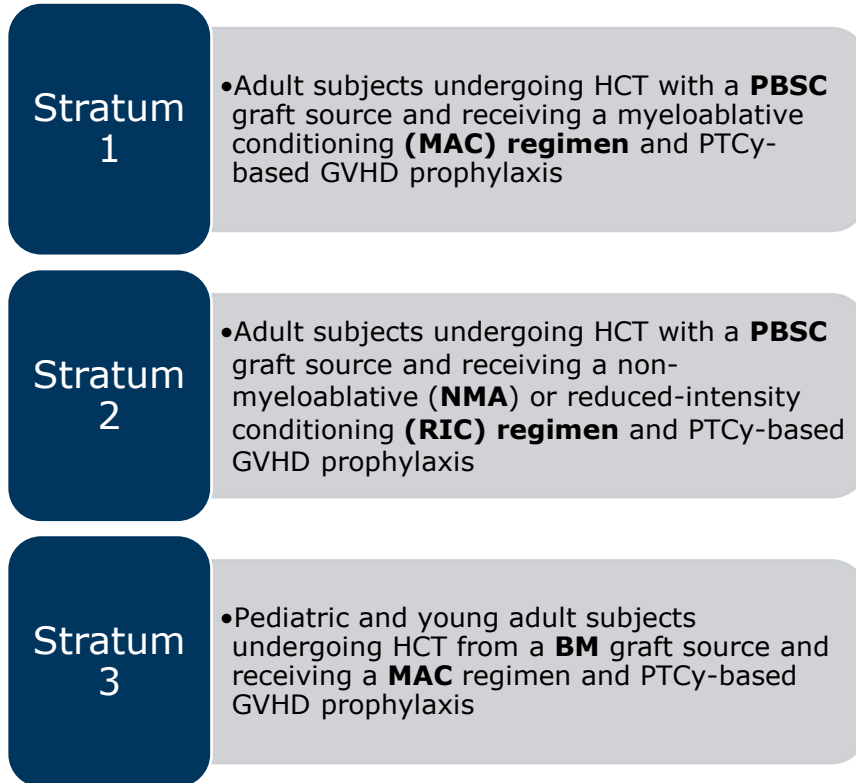 Stratum
1
•Adult subjects undergoing HCT with a PBSC
graft source and receiving a myeloablative
conditioning (MAC) regimen and PTCy-
based GVHD prophylaxis
Stratum
2
•Adult subjects undergoing HCT with a PBSC
graft source and receiving a non-
myeloablative (NMA) or reduced-intensity
conditioning (RIC) regimen and PTCy-based
GVHD prophylaxis
Stratum
3
•Pediatric and young adult subjects
undergoing HCT from a BM graft source and
receiving a MAC regimen and PTCy-based
GVHD prophylaxis